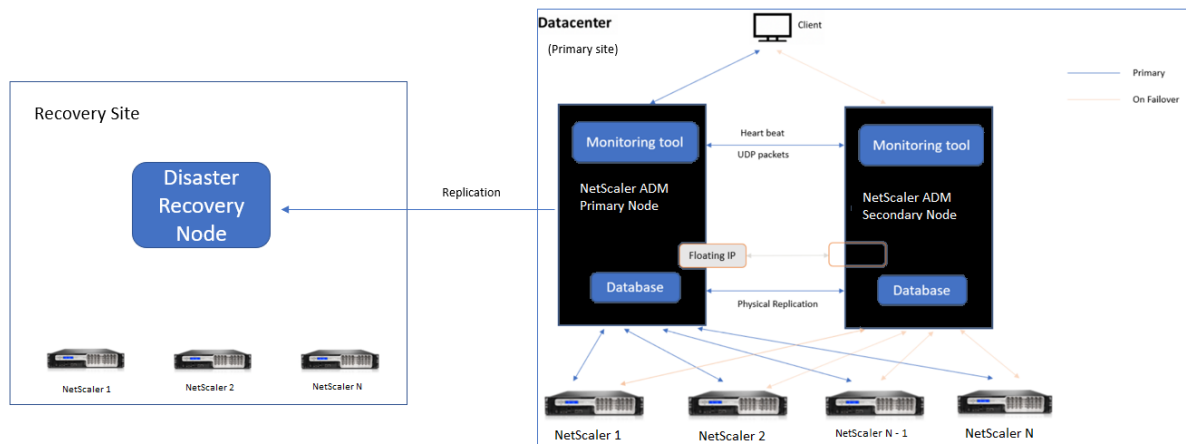 Datacenter
(Primary site)
Client
Primary
On Failover
Recovery Site
Disaster
Recovery
Node
Replication
Monitoring tool
Heart beat
UDP packets
Monitoring tool
NetScaler ADM
Primary Node
NetScaler ADM
Secondary Node
Floating IP
Database
Physical Replication
Database
NetScaler 1
NetScaler 2
NetScaler N
NetScaler 1
NetScaler 2
NetScaler N - 1
NetScaler N